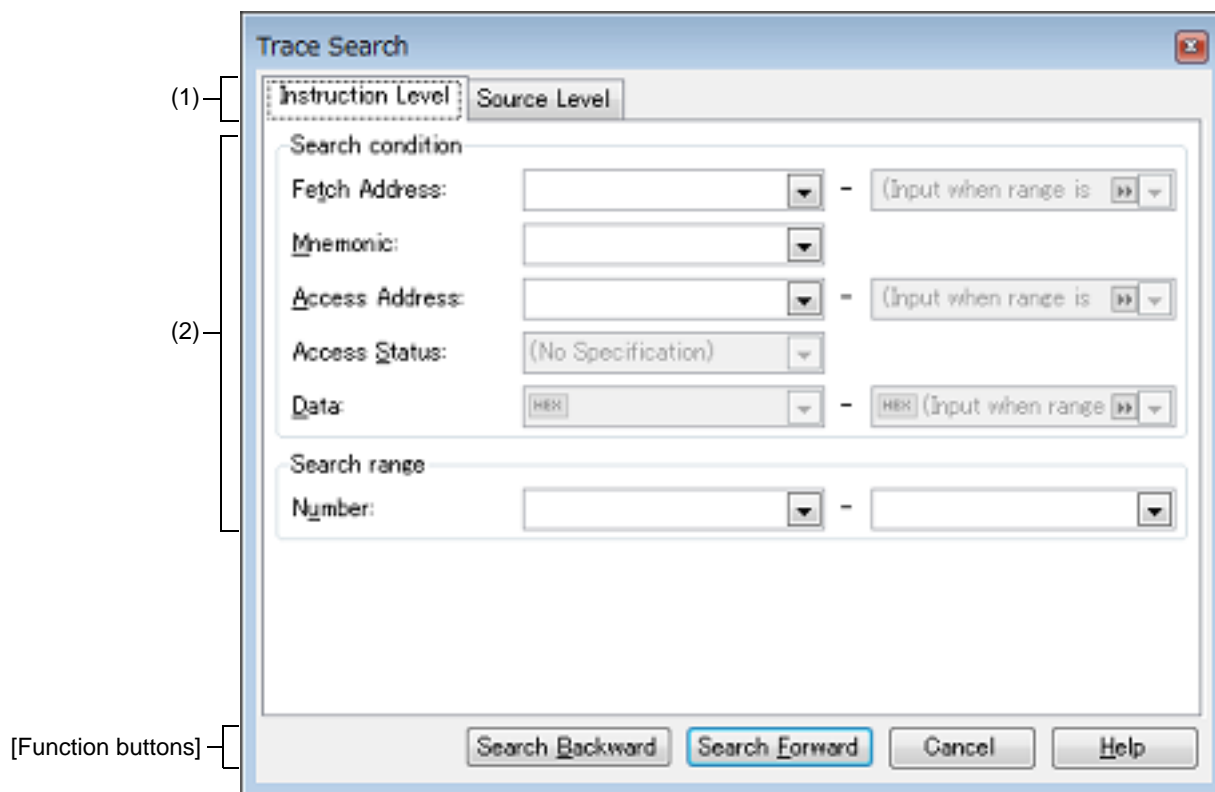 Trace Search
(1)
Instruction Level Source Level
Search condition
Fetch Address: - (Input when range is
Mnemonic:
Access Address: - (Input when range is
(2)
Access Status: (No Specification)
Data: HEX - HEX (Input when range
Search range
Number: -
[Function buttons]
Search Backward Search Forward Cancel Help